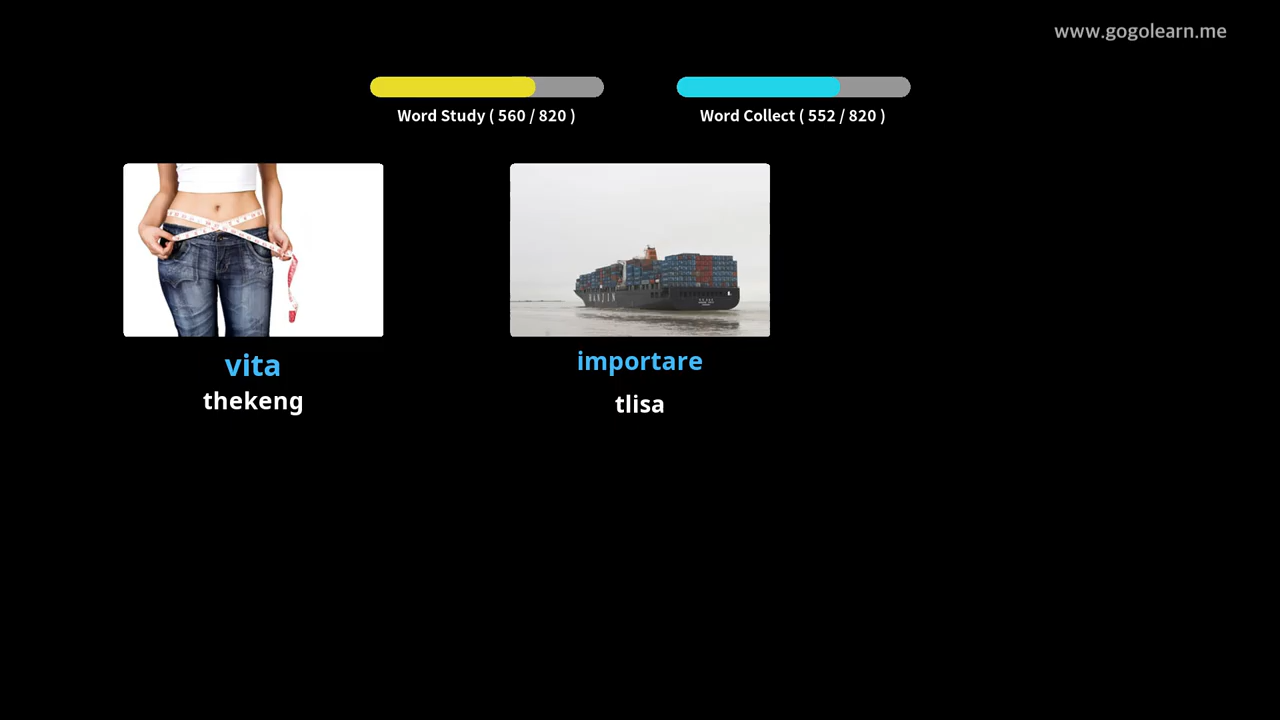 www.gogolearn.me
Word Study ( 560 / 820 )
Word Collect ( 552 / 820 )
vita
thekeng
importare
tlisa